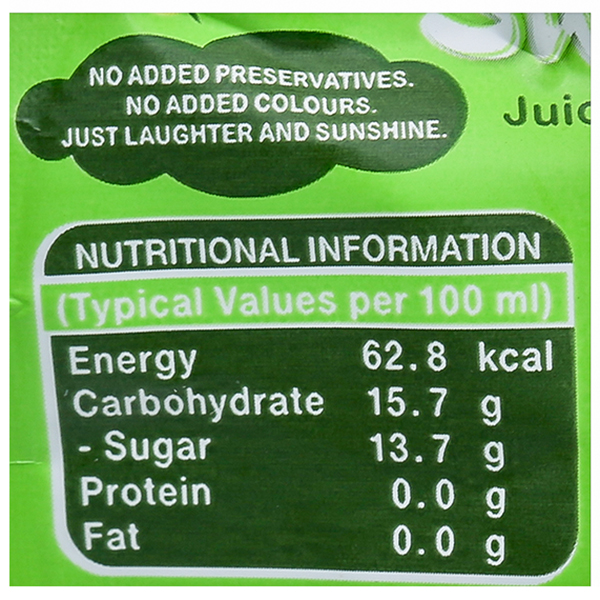 NO ADDED PRESERVATIVES.
NO ADDED COLOURS.
JUST LAUGHTER AND SUNSHINE.
NUTRITIONAL INFORMATION
(Typical Values per 100 ml)
Energy 62.8 kcal
Carbohydrate 15.7 g
- Sugar 13.7 g
Protein 0.0 g
Fat 0.0 g